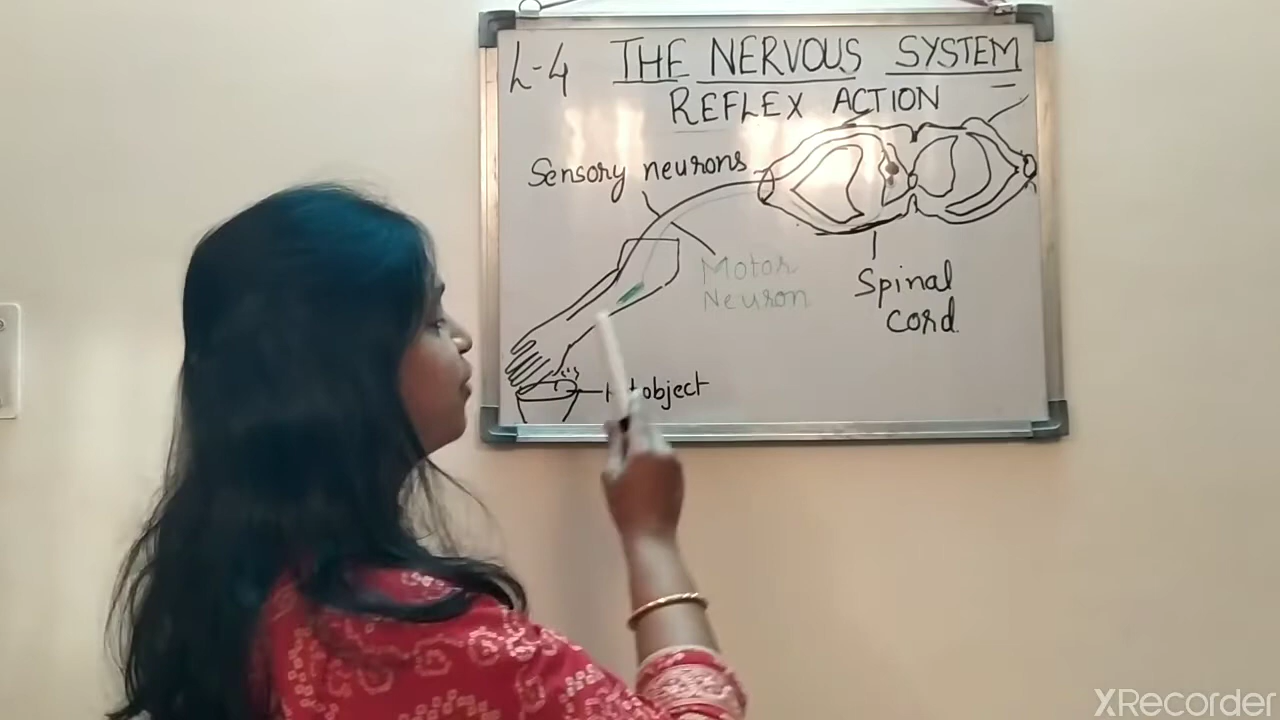 L-4 THE NERVOUS SYSTEM
REFLEX ACTION
Sensory neurons
Motor
Neuron
Spinal
cord
object
XRecorder